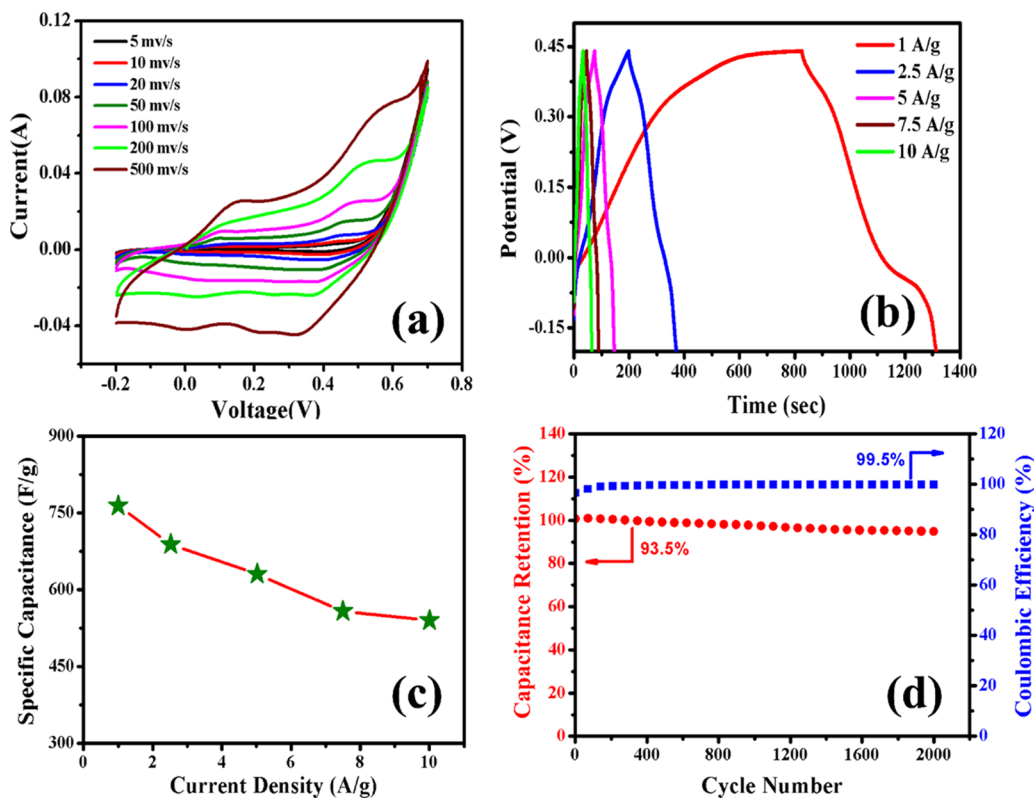 0.12
0.08
0.04
0.00
-0.04
Current(A)
5 mv/s
10 mv/s
20 mv/s
50 mv/s
100 mv/s
200 mv/s
500 mv/s
(a)
-0.2
0.0
0.2
0.4
0.6
0.8
Voltage(V)
0.45
0.30
0.15
0.00
-0.15
Potential (V)
1 A/g
2.5 A/g
5 A/g
7.5 A/g
10 A/g
(b)
0
200
400
600
800
1000
1200
1400
Time (sec)
900
750
600
450
300
Specific Capacitance (F/g)
(c)
0
2
4
6
8
10
Current Density (A/g)
140
120
100
80
60
40
20
0
Capacitance Retention (%)
99.5%
93.5%
(d)
120
100
80
60
40
20
0
Coulombic Efficiency (%)
0
400
800
1200
1600
2000
Cycle Number